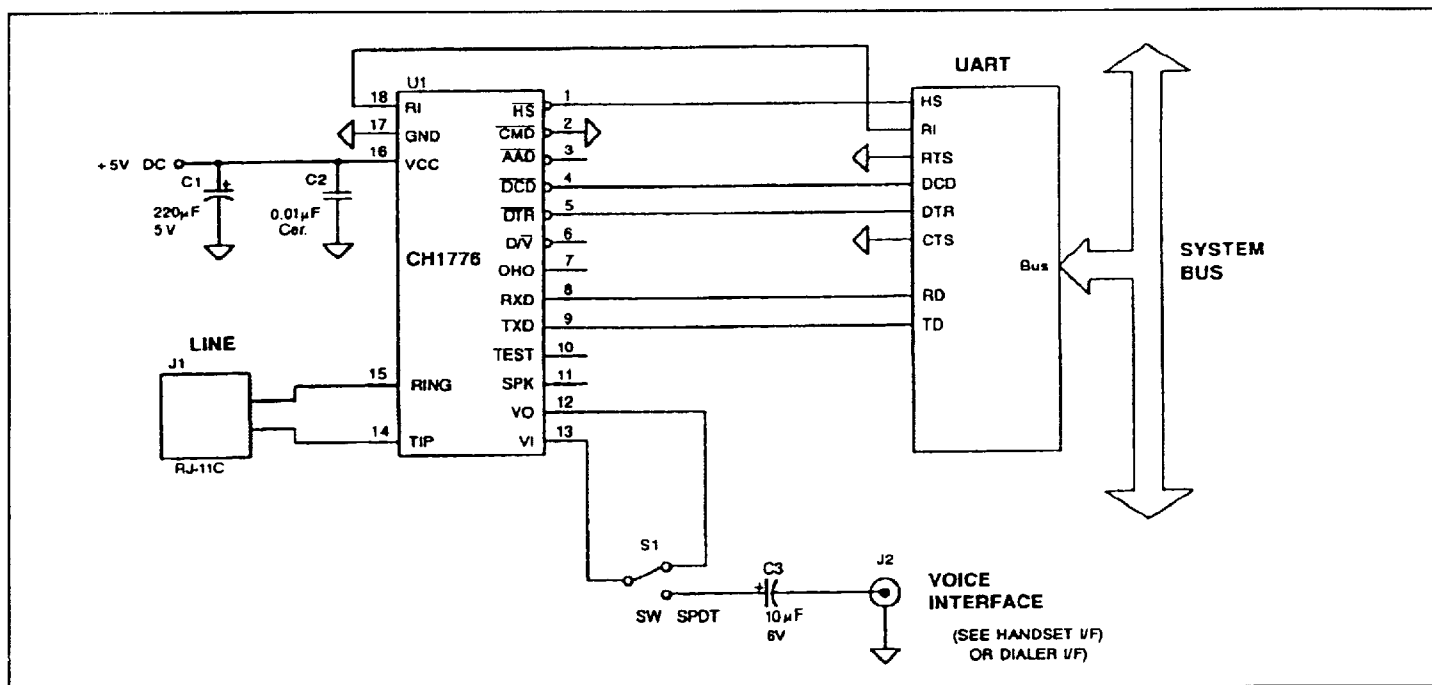 U1
UART
18 RI
HS 1
HS
17 GND
CMD 2
RI
+5V DC
16 VCC
AAD 3
RTS
C1
+
C2
DCD 4
DCD
220µF
5V
0.01µF
Cer.
DTR 5
DTR
D/V 6
CTS
CH1776
OHO 7
Bus
SYSTEM
BUS
RXD 8
RD
TXD 9
TD
LINE
J1
TEST 10
15 RING
SPK 11
VO 12
14 TIP
VI 13
RJ-11C
S1
SW SPDT
+
C3
10µF
6V
J2
VOICE
INTERFACE
(SEE HANDSET I/F)
OR DIALER I/F)